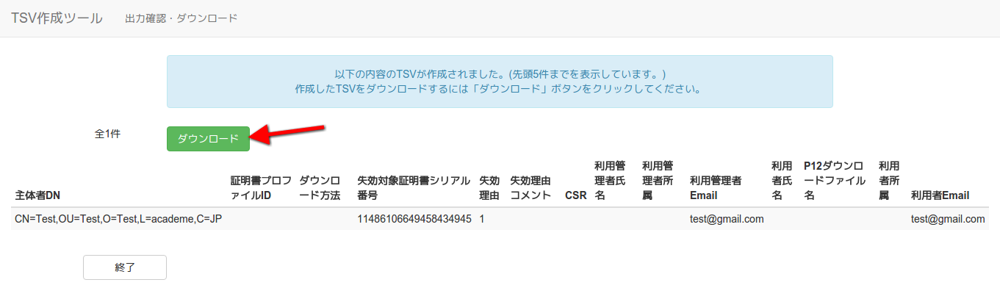 TSV作成ツール 出力確認・ダウンロード
以下の内容のTSVが作成されました。(先頭5件までを表示しています。)
作成したTSVをダウンロードするには「ダウンロード」ボタンをクリックしてください。
全1件 ダウンロード
主体者DN 証明書プロファイルID ダウンロード方法 失効対象証明書シリアル番号 失効理由 失効理由コメント CSR 利用管理者氏名 利用管理者所属 利用管理者Email 利用者氏名 P12ダウンロードファイル名 利用者所属 利用者Email
CN=Test,OU=Test,O=Test,L=academe,C=JP 11486106649458434945 1 test@gmail.com test@gmail.com
終了